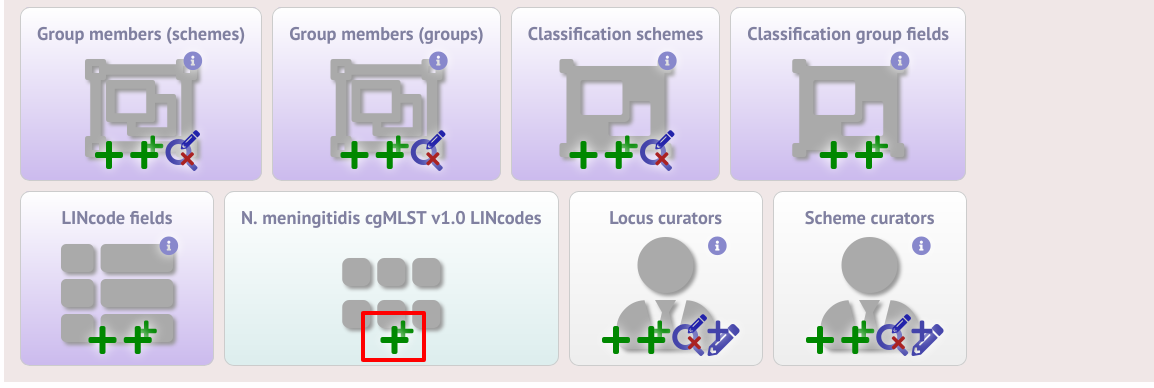 Group members (schemes)
Group members (groups)
Classification schemes
Classification group fields
LINcode fields
N. meningitidis cgMLST v1.0 LINcodes
Locus curators
Scheme curators